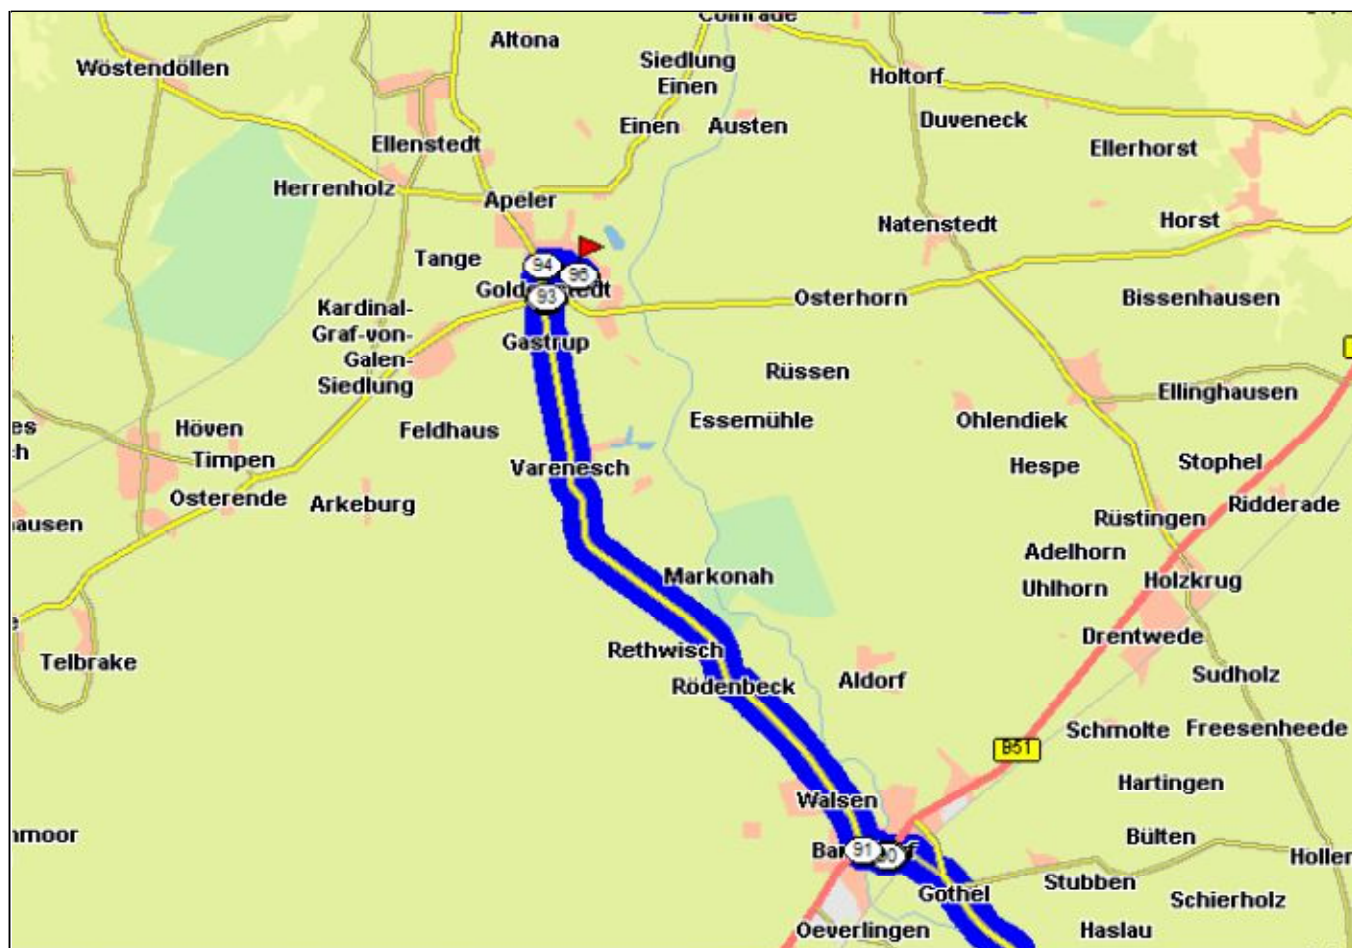 Colnrade
Altona
Siedlung
Einen
Wöstendöllen
Holtorf
Einen
Austen
Duveneck
Ellenstedt
Ellerhorst
Herrenholz
Apeler
Natenstedt
Horst
Tange
94
96
93
Osterhorn
Bissenhausen
Kardinal-
Graf-von-
Galen-
Siedlung
Gastrup
Rüssen
Ellinghausen
Höven
Feldhaus
Essemühle
Ohlendiek
Timpen
Varenesch
Hespe
Stophel
Osterende
Arkeburg
Ridderade
Rüstingen
Adelhorn
Markonah
Uhlhorn
Holzkrug
Drentwede
Rethwisch
Telbrake
Rödenbeck
Aldorf
Sudholz
Schmolte
Freesenheede
B51
Hartingen
Walsen
Bülten
91
90
Stubben
Gothel
Schierholz
Oeverlingen
Haslau